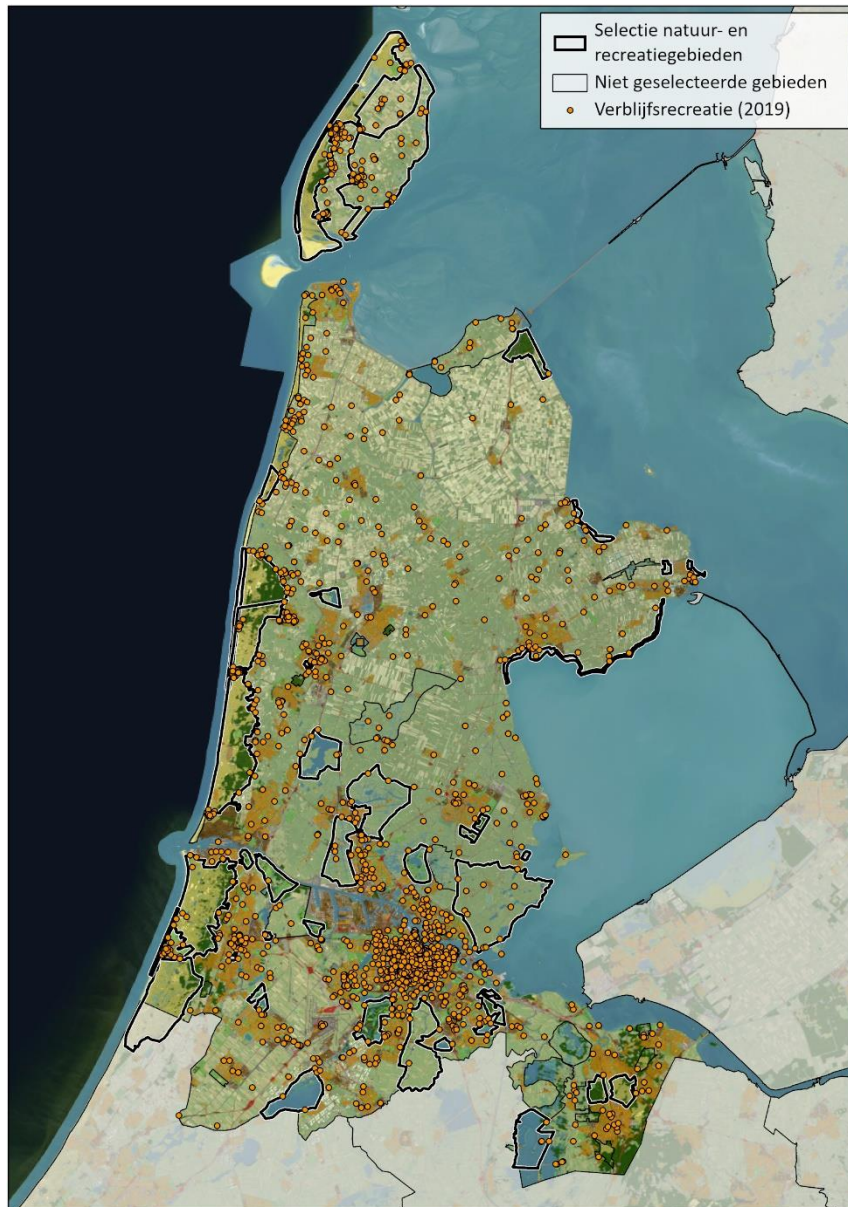 Selectie natuur- en
recreatiegebieden
Niet geselecteerde gebieden
Verblijfsrecreatie (2019)